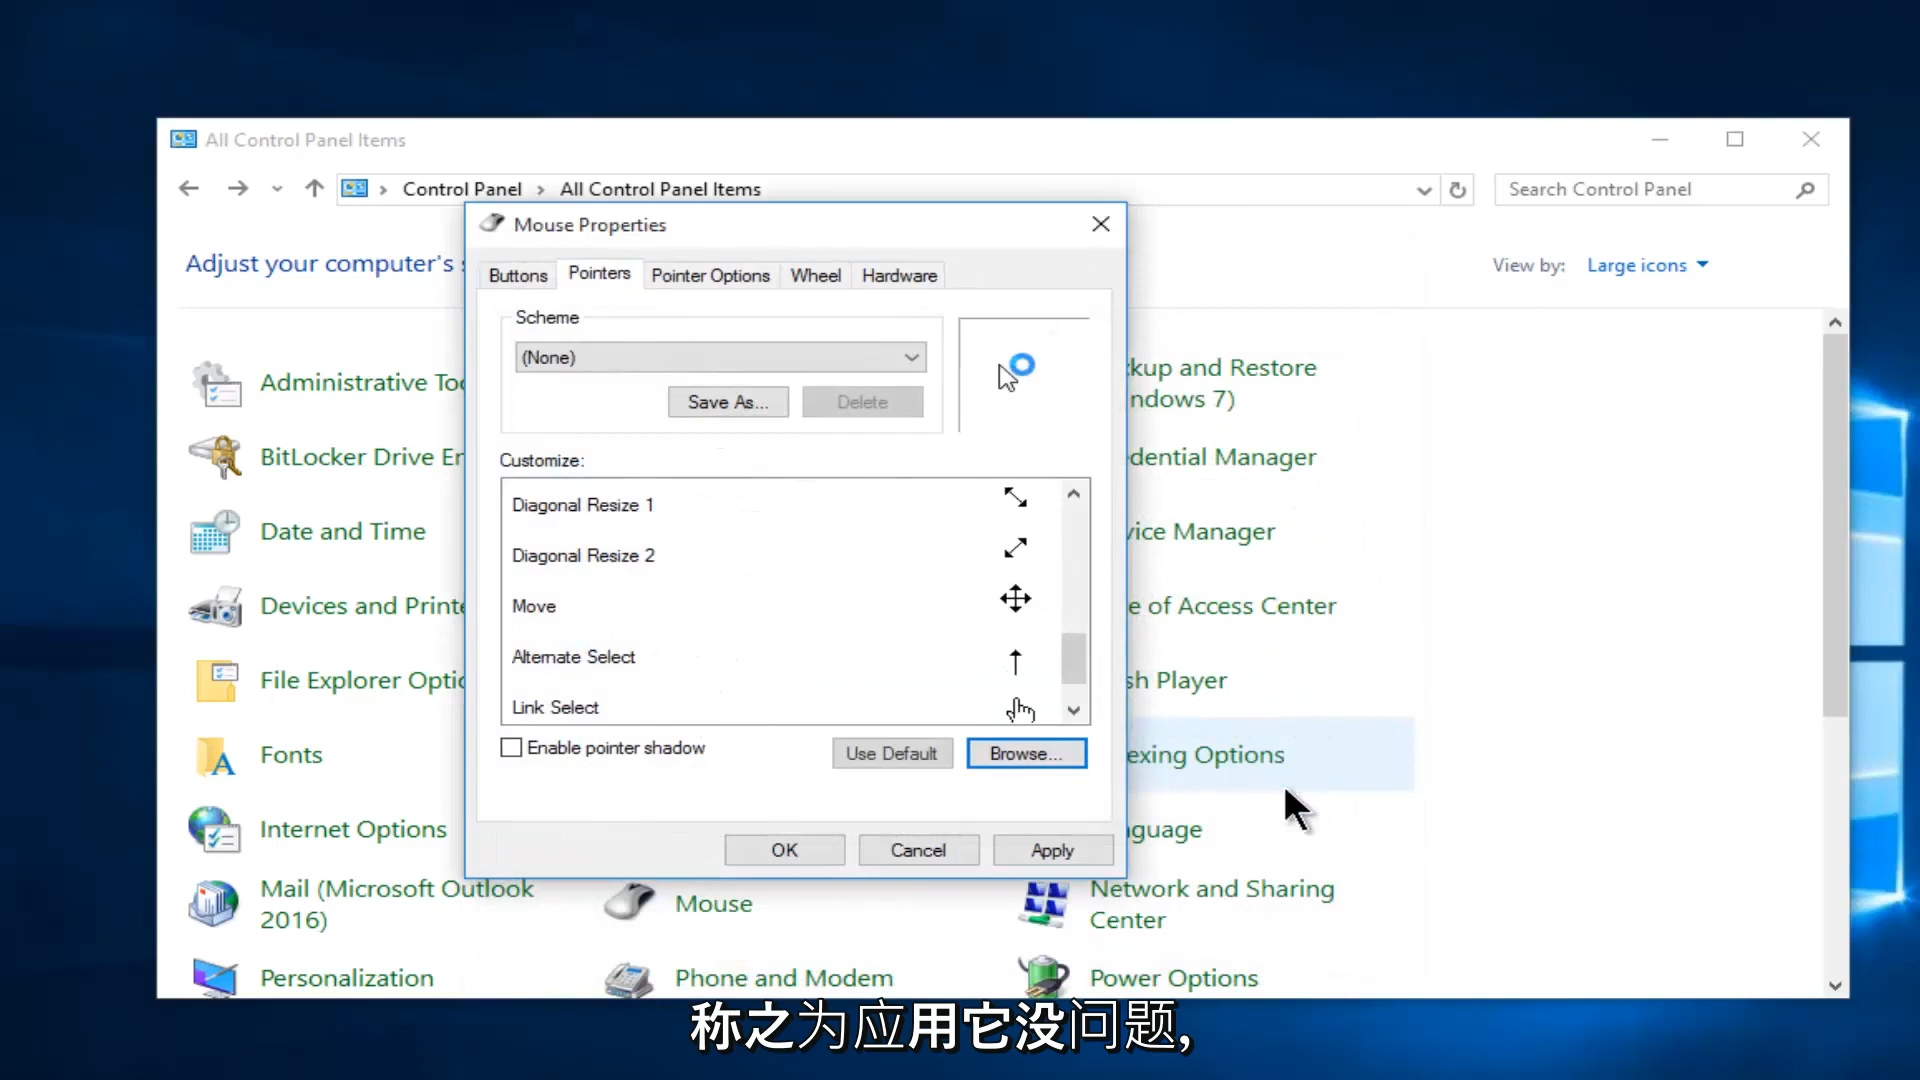 All Control Panel Items
Control Panel > All Control Panel Items
Search Control Panel
Mouse Properties
Adjust your computer's
View by: Large icons
Buttons
Pointers
Pointer Options
Wheel
Hardware
Scheme
(None)
Save As...
Delete
Customize:
Diagonal Resize 1
Diagonal Resize 2
Move
Alternate Select
Link Select
Enable pointer shadow
Use Default
Browse...
OK
Cancel
Apply
Administrative Too
BitLocker Drive En
Date and Time
Devices and Printe
File Explorer Optio
Fonts
Internet Options
Mail (Microsoft Outlook
2016)
Personalization
Mouse
Phone and Modem
kup and Restore
ndows 7)
dential Manager
vice Manager
e of Access Center
sh Player
exing Options
guage
Network and Sharing
Center
Power Options
称之为应用它没问题,